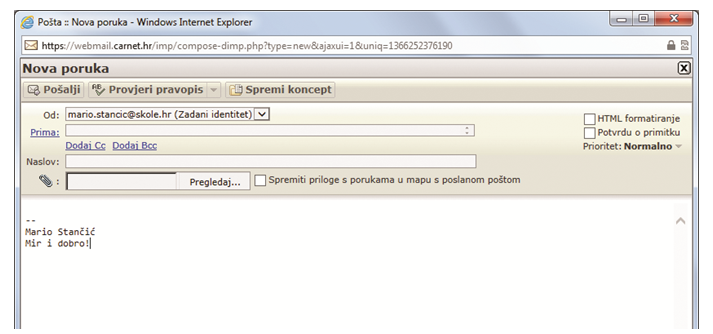 Pošta :: Nova poruka - Windows Internet Explorer
https://webmail.carnet.hr/imp/compose-dimp.php?type=new&ajaxui=1&uniq=1366252376190
Nova poruka
Pošalji Provjeri pravopis Spremi koncept
Od: mario.stancic@skole.hr (Zadani identitet) HTML formatiranje
Prima: Potvrdu o primitku
Dodaj Cc Dodaj Bcc Prioritet: Normalno
Naslov:
: Pregledaj... Spremiti priloge s porukama u mapu s poslanom poštom
--
Mario Stančić
Mir i dobro!